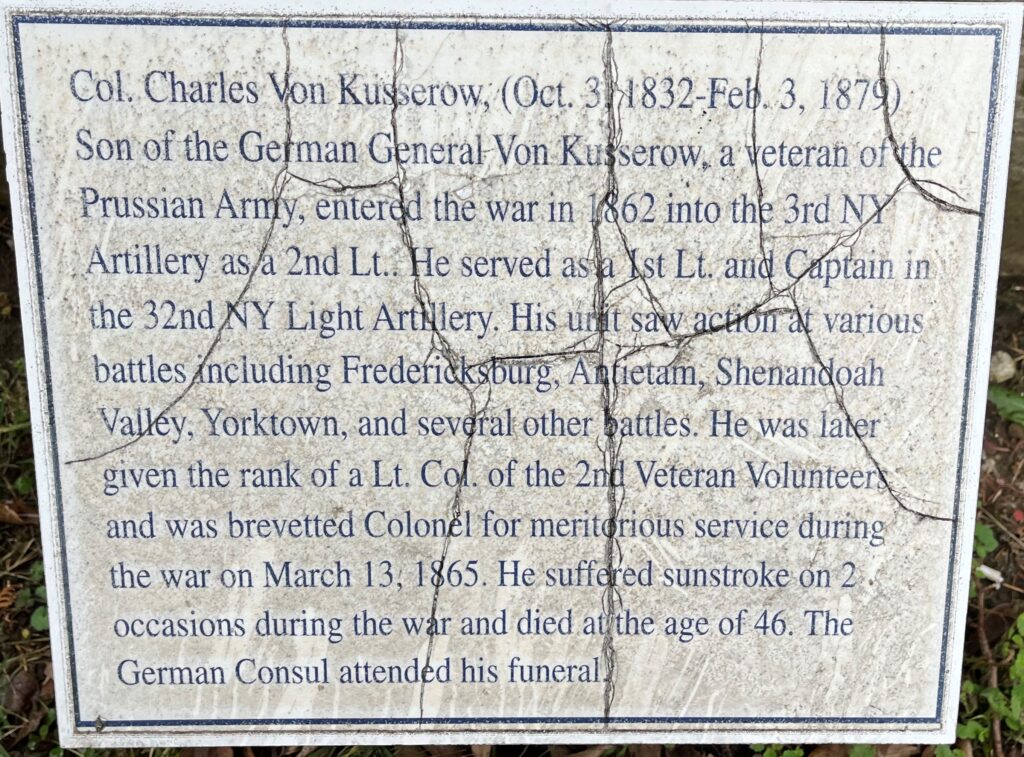 Col. Charles Von Kusserow, (Oct. 3, 1832-Feb. 3, 1879)
Son of the German General Von Kusserow, a veteran of the
Prussian Army, entered the war in 1862 into the 3rd NY
Artillery as a 2nd Lt.. He served as a 1st Lt. and Captain in
the 32nd NY Light Artillery. His unit saw action at various
battles including Fredericksburg, Antietam, Shenandoah
Valley, Yorktown, and several other battles. He was later
given the rank of a Lt. Col. of the 2nd Veteran Volunteers
and was brevetted Colonel for meritorious service during
the war on March 13, 1865. He suffered sunstroke on 2
occasions during the war and died at the age of 46. The
German Consul attended his funeral.